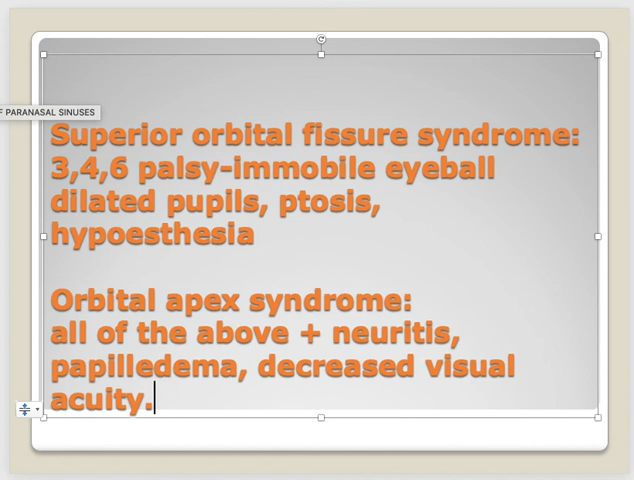 F PARANASAL SINUSES
Superior orbital fissure syndrome:
3,4,6 palsy-immobile eyeball
dilated pupils, ptosis,
hypoesthesia
Orbital apex syndrome:
all of the above + neuritis,
papilledema, decreased visual
acuity.